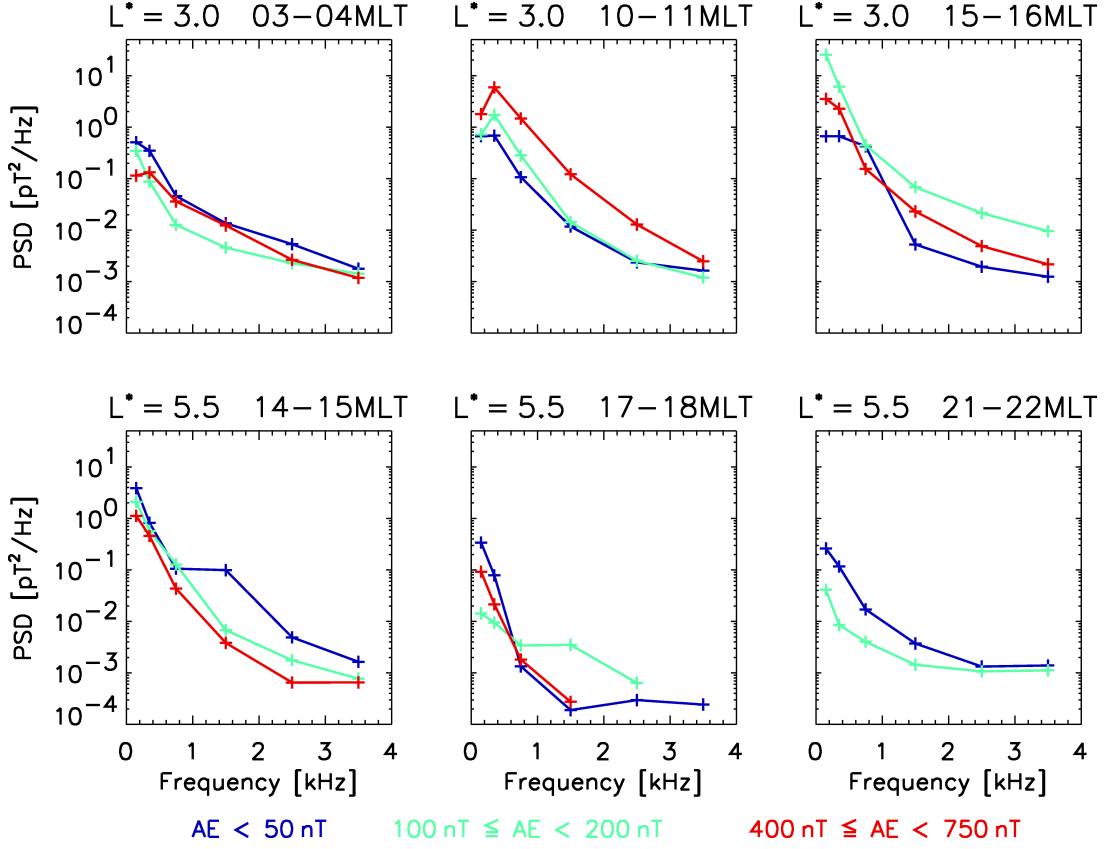 L* = 3.0 03-04MLT L* = 3.0 10-11MLT L* = 3.0 15-16MLT
PSD [pT²/Hz]
10¹
10⁰
10⁻¹
10⁻²
10⁻³
10⁻⁴
L* = 5.5 14-15MLT L* = 5.5 17-18MLT L* = 5.5 21-22MLT
PSD [pT²/Hz]
10¹
10⁰
10⁻¹
10⁻²
10⁻³
10⁻⁴
0 1 2 3 4 0 1 2 3 4 0 1 2 3 4
Frequency [kHz] Frequency [kHz] Frequency [kHz]
AE < 50 nT 100 nT ≦ AE < 200 nT 400 nT ≦ AE < 750 nT